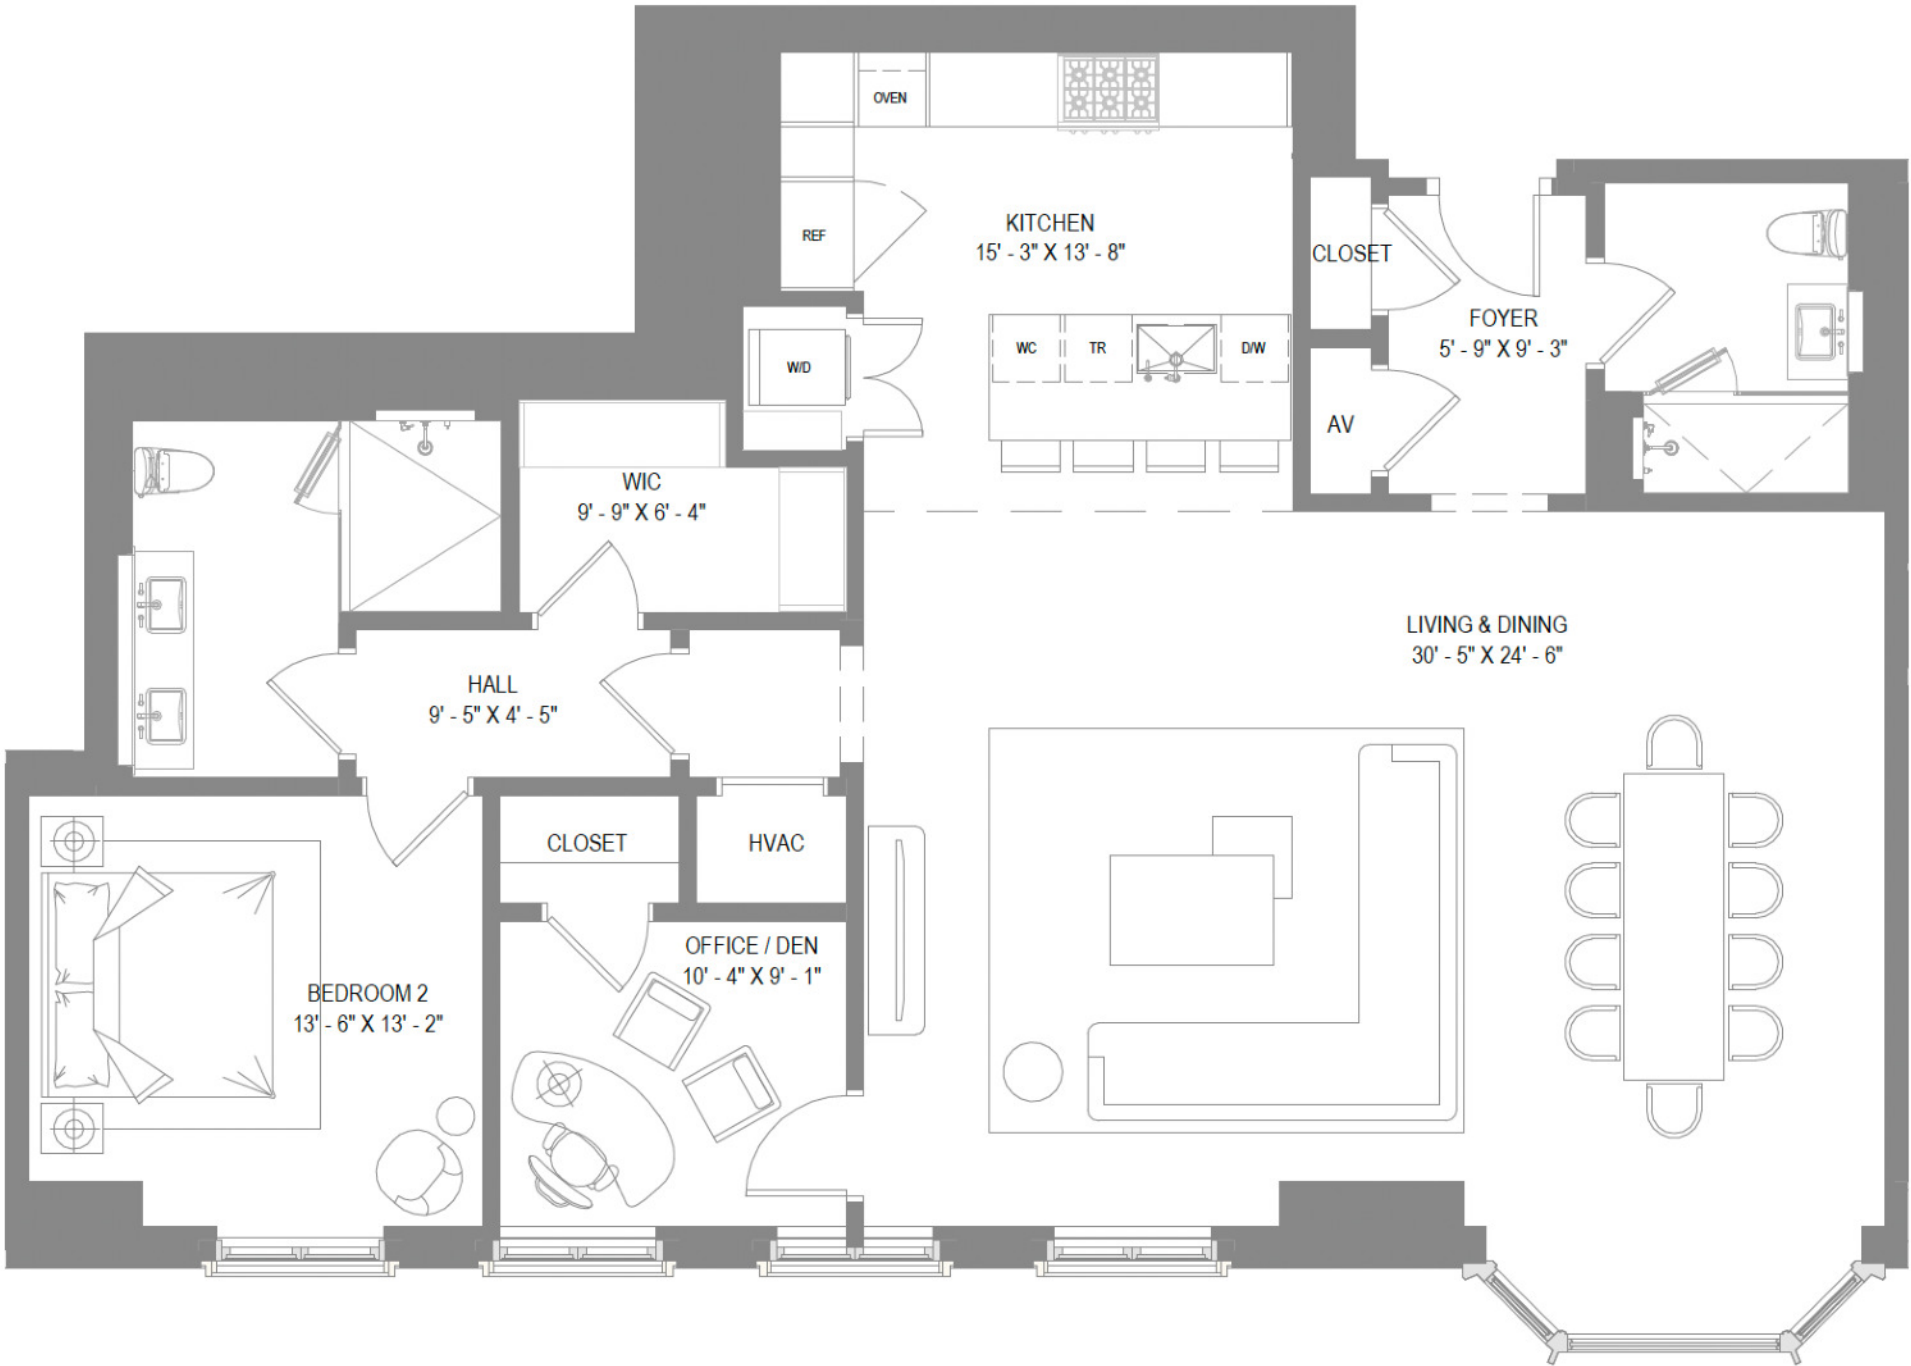 OVEN
KITCHEN
15' - 3" X 13' - 8"
REF
CLOSET
FOYER
5' - 9" X 9' - 3"
WC
TR
D/W
W/D
AV
WIC
9' - 9" X 6' - 4"
LIVING & DINING
30' - 5" X 24' - 6"
HALL
9' - 5" X 4' - 5"
CLOSET
HVAC
OFFICE / DEN
10' - 4" X 9' - 1"
BEDROOM 2
13' - 6" X 13' - 2"